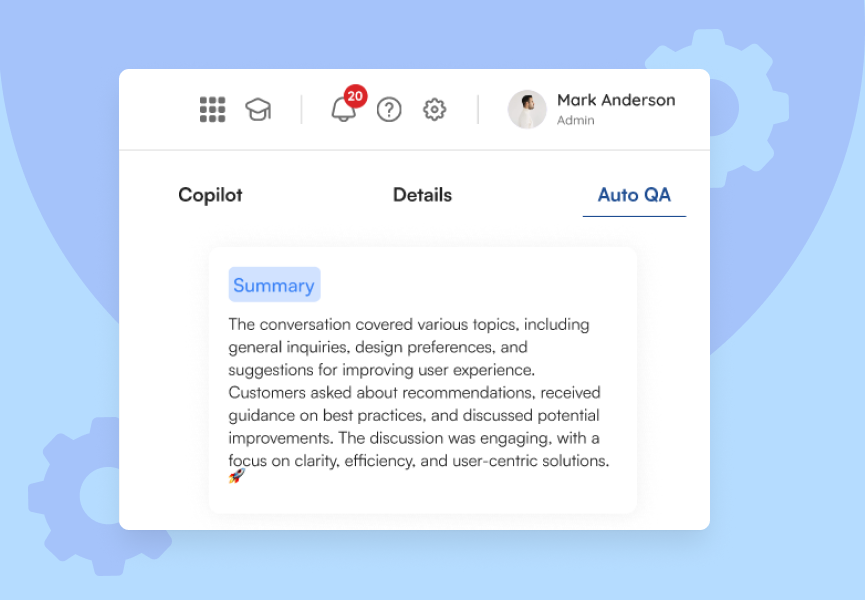 20
Mark Anderson
Admin
Copilot
Details
Auto QA
Summary
The conversation covered various topics, including
general inquiries, design preferences, and
suggestions for improving user experience.
Customers asked about recommendations, received
guidance on best practices, and discussed potential
improvements. The discussion was engaging, with a
focus on clarity, efficiency, and user-centric solutions.
🚀